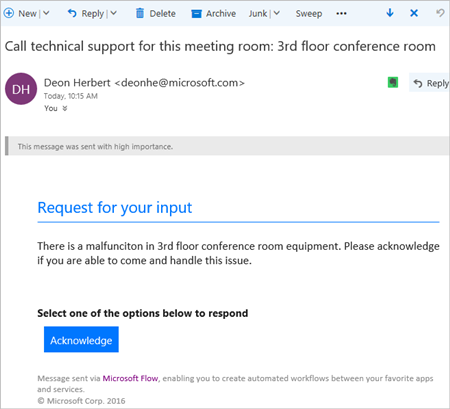 New Reply Delete Archive Junk Sweep •••
Call technical support for this meeting room: 3rd floor conference room
DH
Deon Herbert <deonhe@microsoft.com>
Reply
Today, 10:15 AM
You
This message was sent with high importance.
Request for your input
There is a malfunciton in 3rd floor conference room equipment. Please acknowledge
if you are able to come and handle this issue.
Select one of the options below to respond
Acknowledge
Message sent via Microsoft Flow, enabling you to create automated workflows between your favorite apps
and services.
© Microsoft Corp. 2016